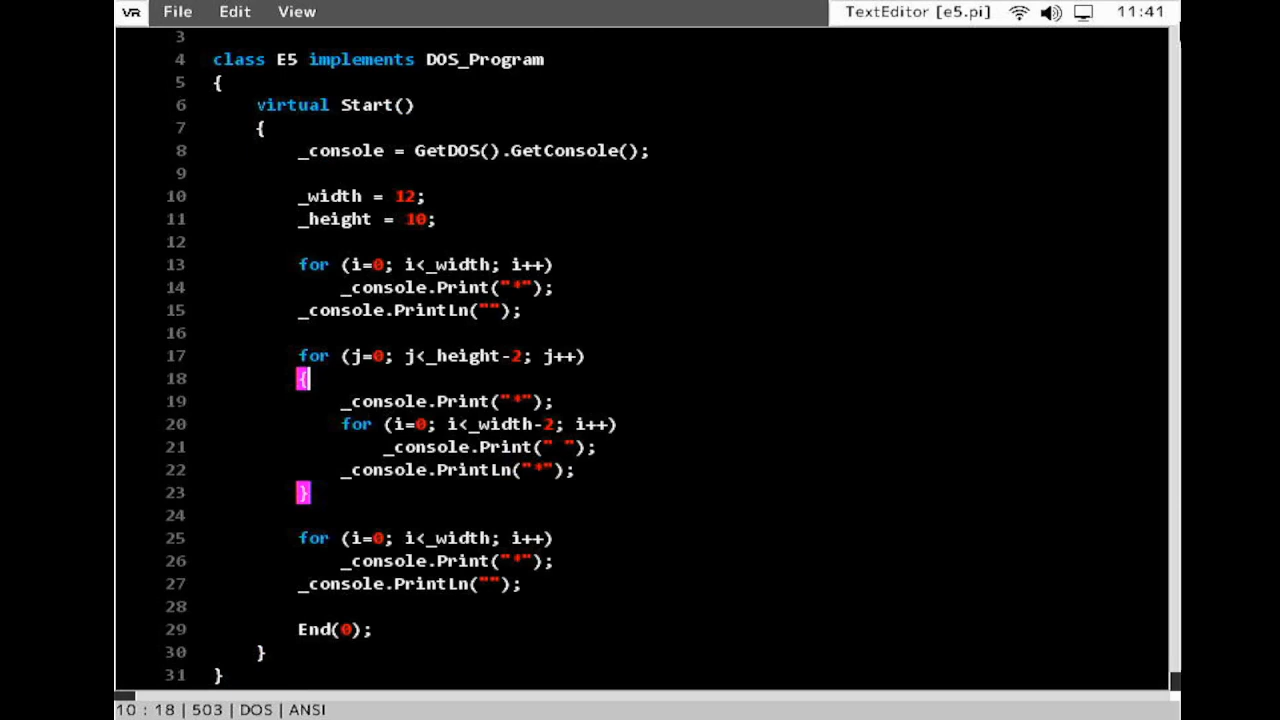 VR File Edit View TextEditor [e5.pi] 11:41
3
4 class E5 implements DOS_Program
5 {
6 virtual Start()
7 {
8 _console = GetDOS().GetConsole();
9
10 _width = 12;
11 _height = 10;
12
13 for (i=0; i<_width; i++)
14 _console.Print("*");
15 _console.PrintLn("");
16
17 for (j=0; j<_height-2; j++)
18 {
19 _console.Print("*");
20 for (i=0; i<_width-2; i++)
21 _console.Print(" ");
22 _console.PrintLn("*");
23 }
24
25 for (i=0; i<_width; i++)
26 _console.Print("*");
27 _console.PrintLn("");
28
29 End(0);
30 }
31 }
10 : 18 | 503 | DOS | ANSI